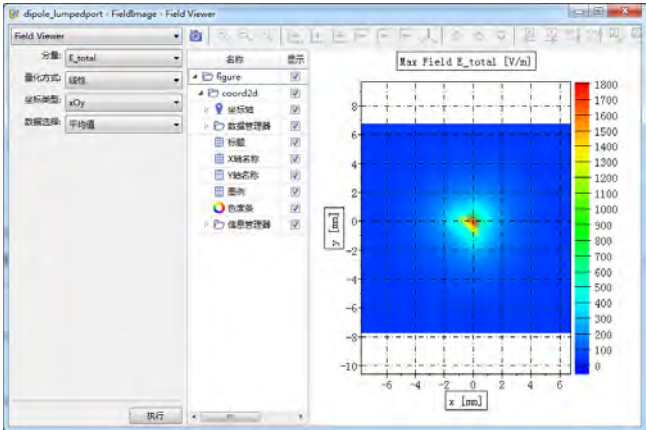 dipole_lumpedport - FieldImage - Field Viewer
Field Viewer
分量: E_total
量化方式: 线性
坐标类型: xOy
数据选择: 平均值
执行
名称 显示
figure
coord2d
坐标轴
数据管理器
标题
X轴名称
Y轴名称
图例
色度条
信息管理器
Max Field E_total [V/m]
8
6
4
2
0
-2
-4
-6
-8
-10
y [mm]
-6 -4 -2 0 2 4 6
x [mm]
1800
1700
1600
1500
1400
1300
1200
1100
1000
900
800
700
600
500
400
300
200
100
0